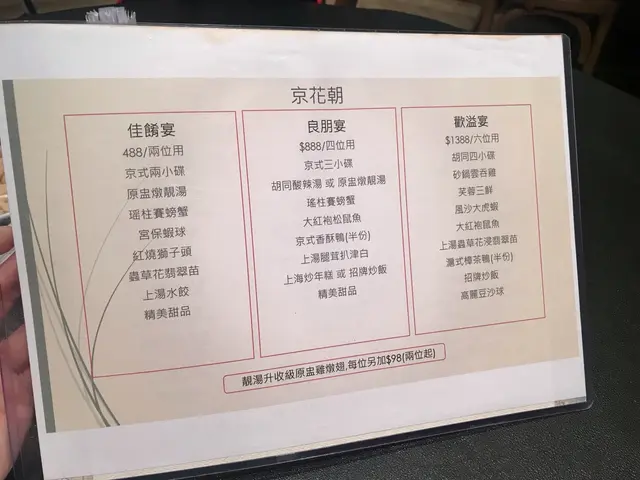 京花朝
佳餚宴
488/兩位用
京式兩小碟
原盅燉靚湯
瑤柱賽螃蟹
宮保蝦球
紅燒獅子頭
蟲草花翡翠苗
上湯水餃
精美甜品
良朋宴
$888/四位用
京式三小碟
胡同酸辣湯 或 原盅燉靚湯
瑤柱賽螃蟹
大紅袍松鼠魚
京式香酥鴨(半份)
上湯腿茸扒津白
上海炒年糕 或 招牌炒飯
精美甜品
歡溢宴
$1388/六位用
胡同四小碟
砂鍋雲吞雞
芙蓉三鮮
風沙大虎蝦
大紅袍松鼠魚
上湯蟲草花浸翡翠苗
灑式樟茶鴨(半份)
招牌炒飯
高麗豆沙球
靚湯升收級原盅雞燉翅,每位另加$98(兩位起)